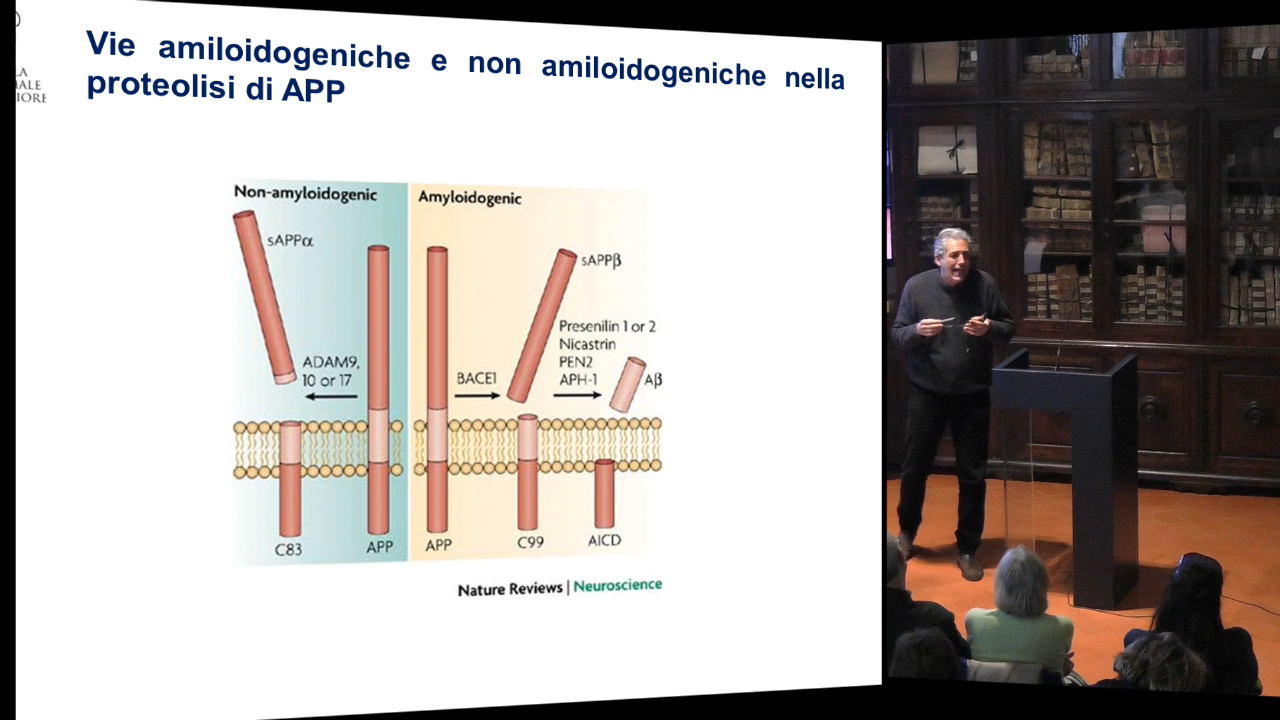 Vie amiloidogeniche e non amiloidogeniche nella
proteolisi di APP
Non-amyloidogenic
Amyloidogenic
sAPPα
sAPPβ
ADAM9,
10 or 17
BACE1
Presenilin 1 or 2
Nicastrin
PEN2
APH-1
Aβ
C83
APP
APP
C99
AICD
Nature Reviews | Neuroscience